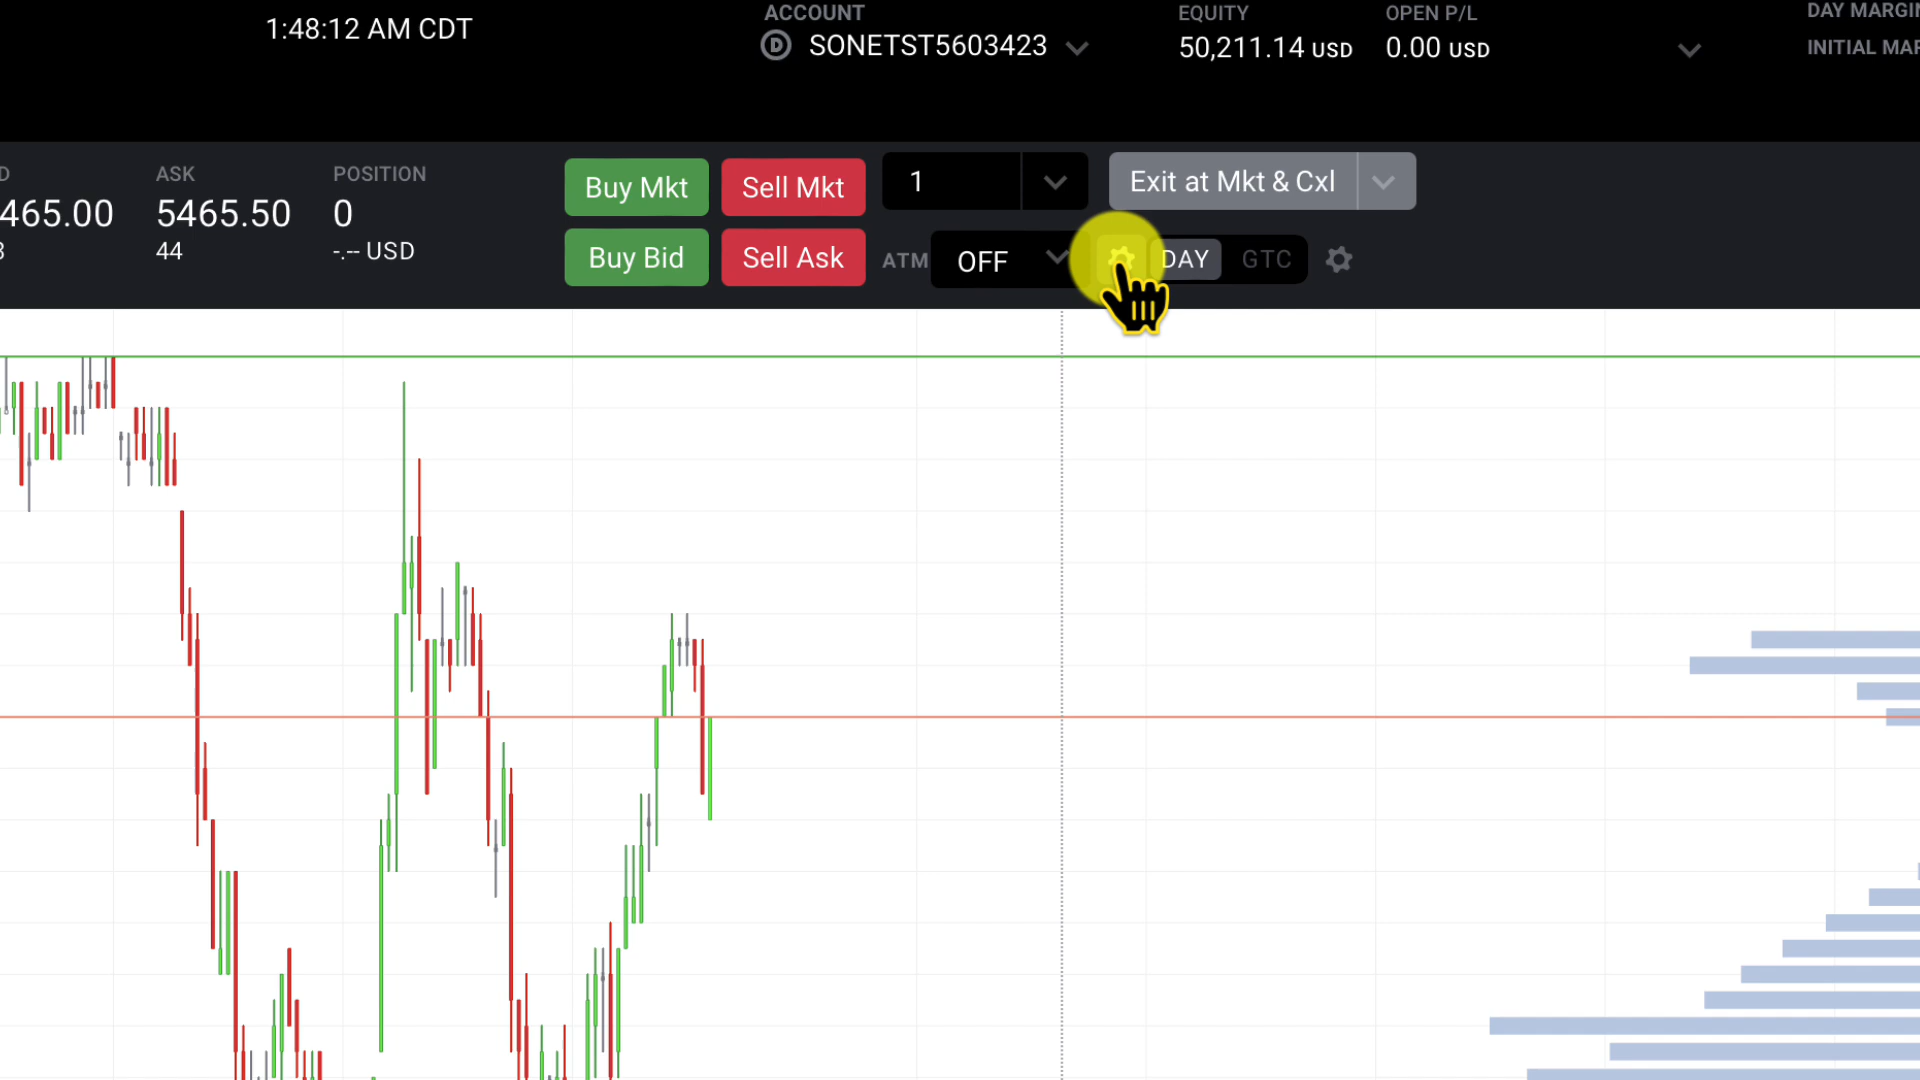 1:48:12 AM CDT
ACCOUNT
D SONETST5603423
EQUITY
50,211.14 USD
OPEN P/L
0.00 USD
DAY
INITIAL
465.00
ASK
5465.50
44
POSITION
0
-.-- USD
Buy Mkt
Sell Mkt
1
Exit at Mkt & Cxl
Buy Bid
Sell Ask
ATM
OFF
DAY
GTC